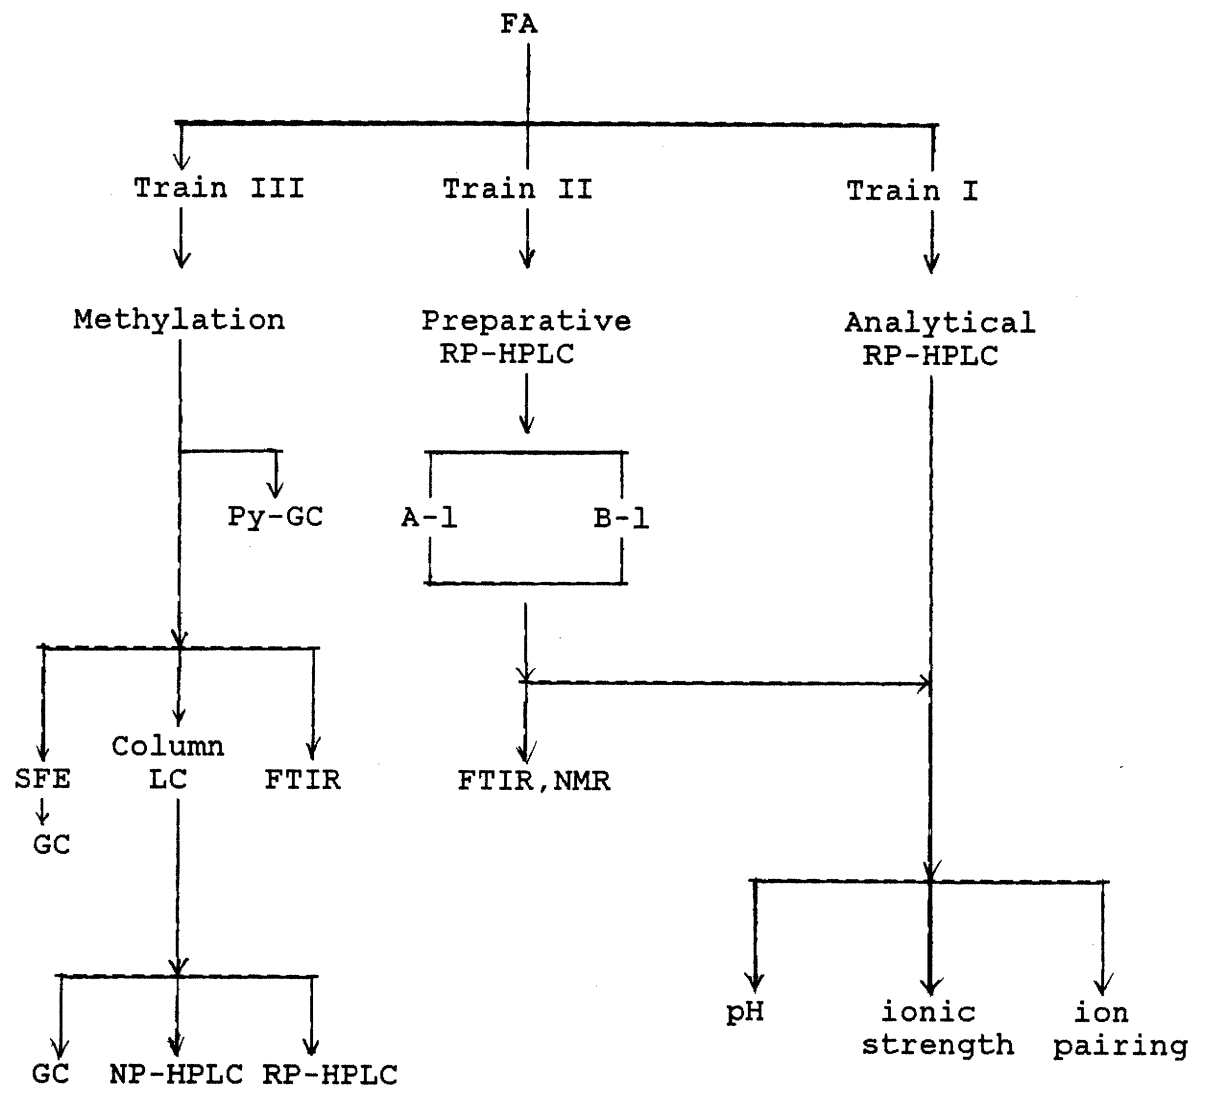 FA
Train III
Train II
Train I
Methylation
Preparative
RP-HPLC
Analytical
RP-HPLC
Py-GC
A-1
B-1
Column
LC
SFE
FTIR
FTIR,NMR
GC
pH
ionic
strength
ion
pairing
GC
NP-HPLC
RP-HPLC